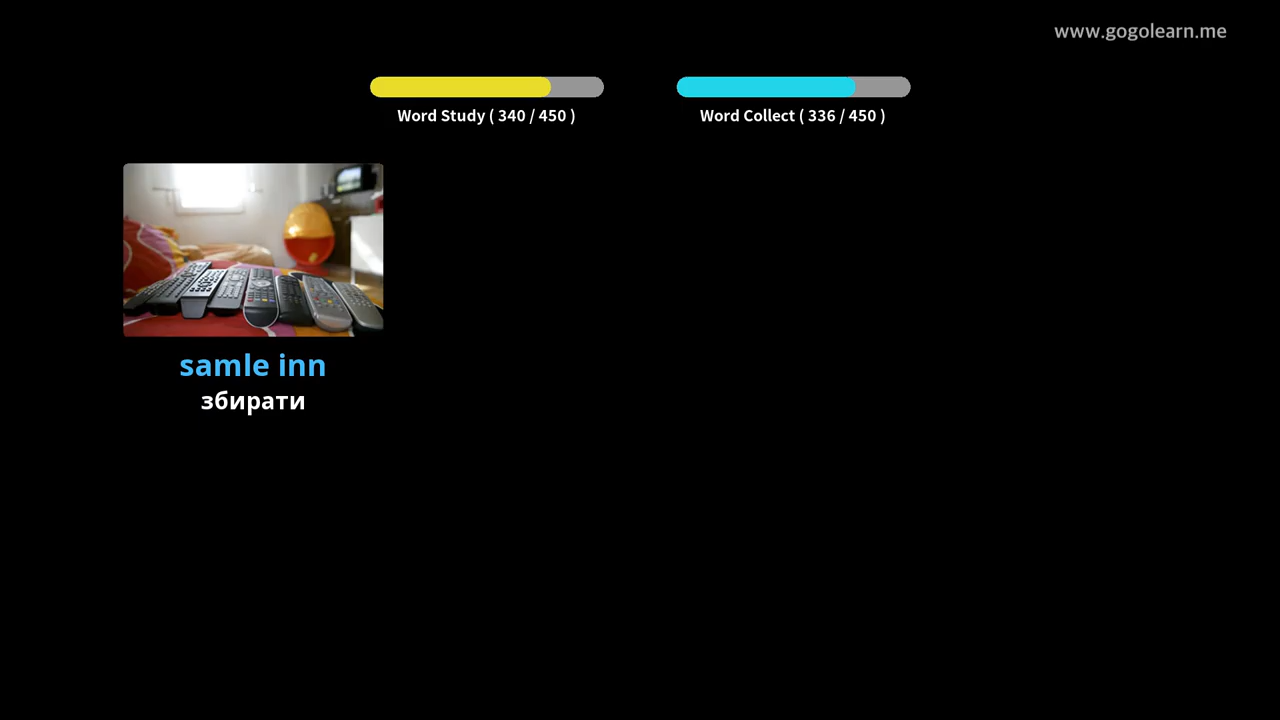 www.gogolearn.me
Word Study ( 340 / 450 )
Word Collect ( 336 / 450 )
samle inn
збирати